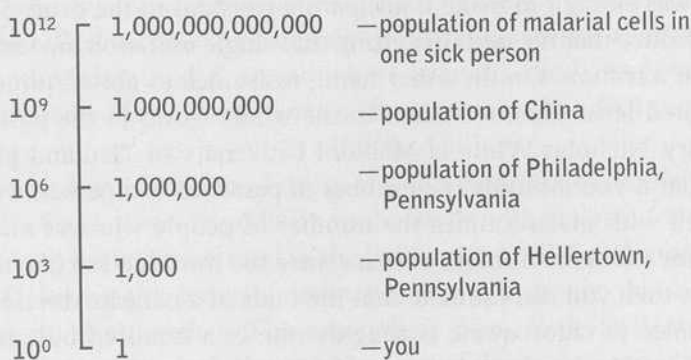 10¹² 1,000,000,000,000 —population of malarial cells in
one sick person
10⁹ 1,000,000,000 —population of China
10⁶ 1,000,000 —population of Philadelphia,
Pennsylvania
10³ 1,000 —population of Hellertown,
Pennsylvania
10⁰ 1 —you